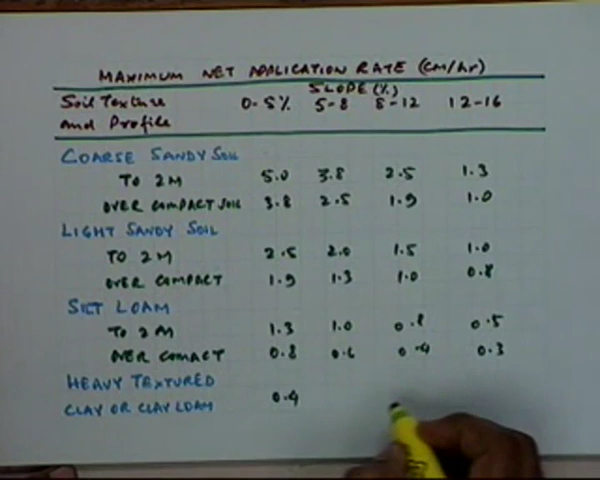 MAXIMUM NET APPLICATION RATE (cm/hr)
SLOPE (%)
Soil Texture 0-5% 5-8 8-12 12-16
and Profile
COARSE SANDY SOIL
TO 2M 5.0 3.8 2.5 1.3
OVER COMPACT SOIL 3.8 2.5 1.9 1.0
LIGHT SANDY SOIL
TO 2M 2.5 2.0 1.5 1.0
OVER COMPACT 1.9 1.3 1.0 0.8
SILT LOAM
TO 2M 1.3 1.0 0.8 0.5
OVER COMACT 0.8 0.6 0.4 0.3
HEAVY TEXTURED
CLAY OR CLAY LOAM 0.4